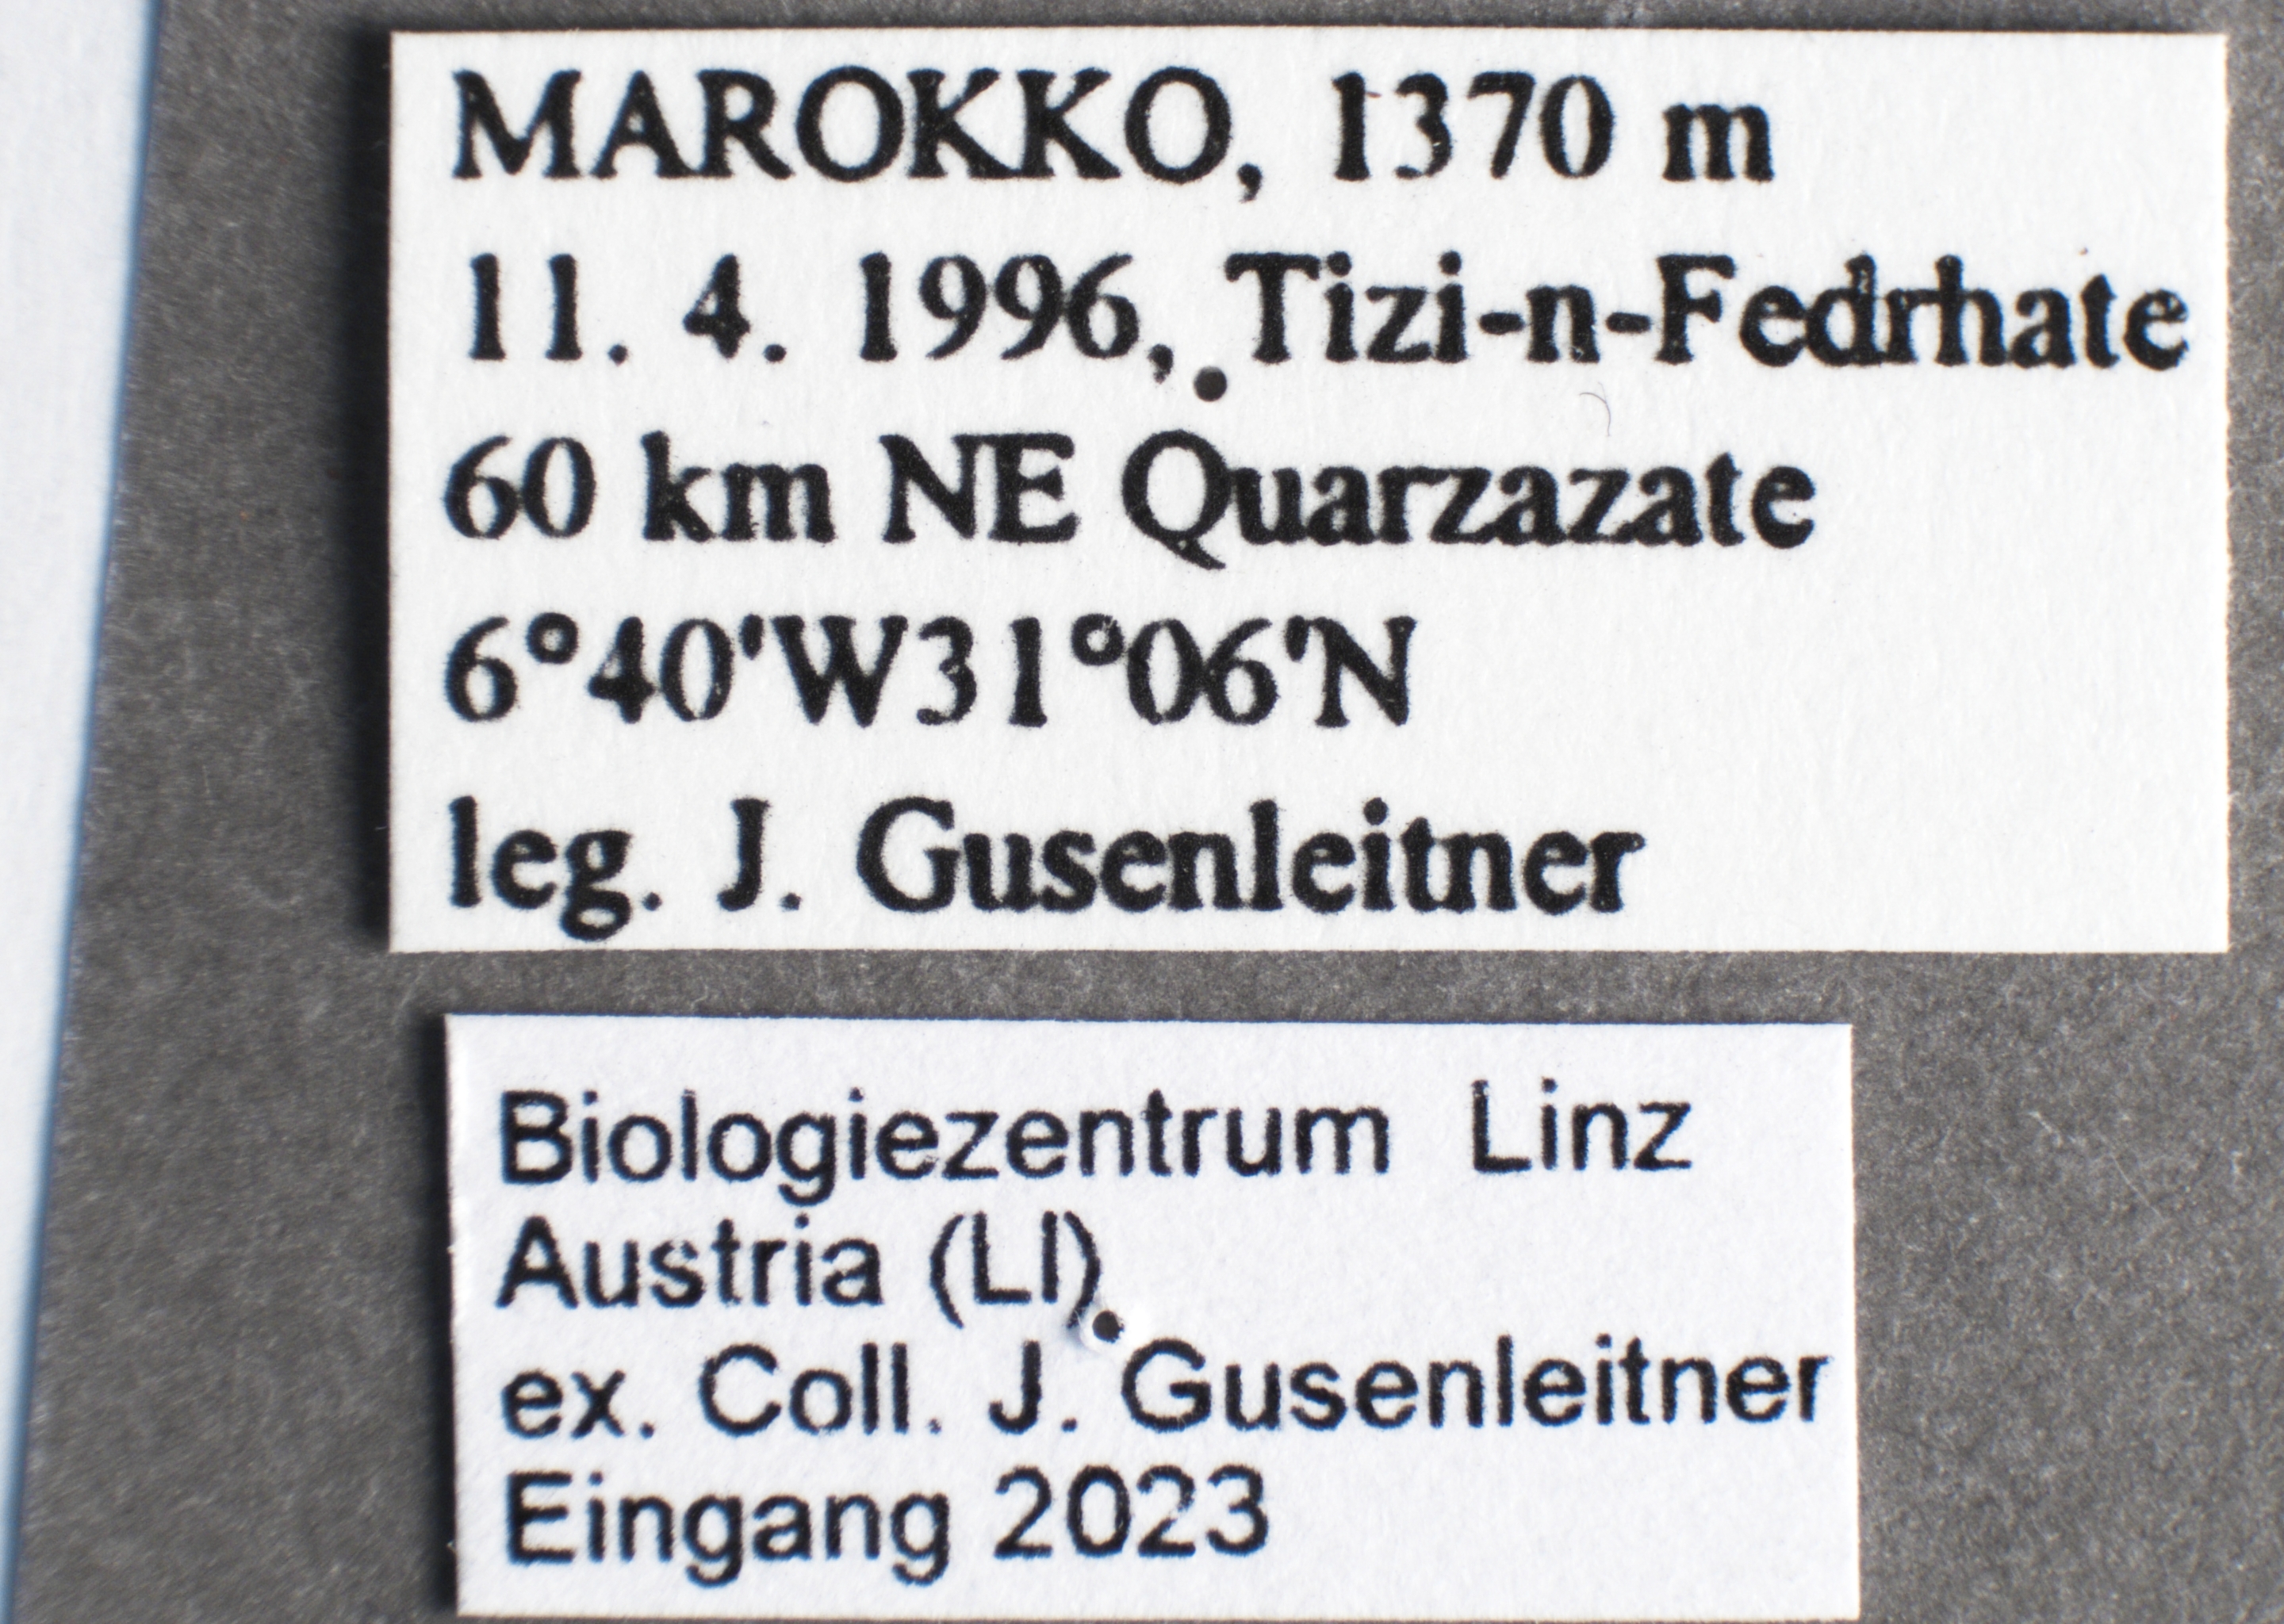 MAROKKO, 1370 m
11. 4. 1996, Tizi-n-Fedrhate
60 km NE Quarzazate
6°40'W31°06'N
leg. J. Gusenleitner
Biologiezentrum Linz
Austria (LI)
ex. Coll. J. Gusenleitner
Eingang 2023